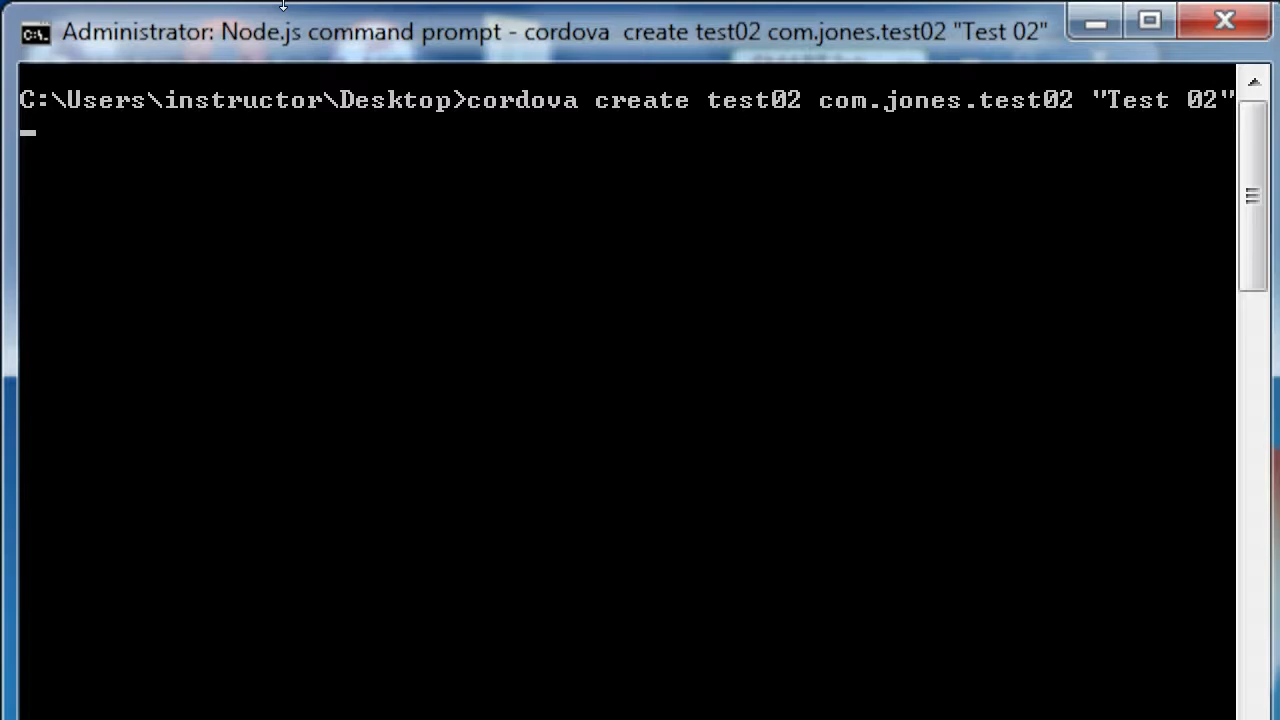 Administrator: Node.js command prompt - cordova  create test02 com.jones.test02 "Test 02"
C:\Users\instructor\Desktop>cordova create test02 com.jones.test02 "Test 02"